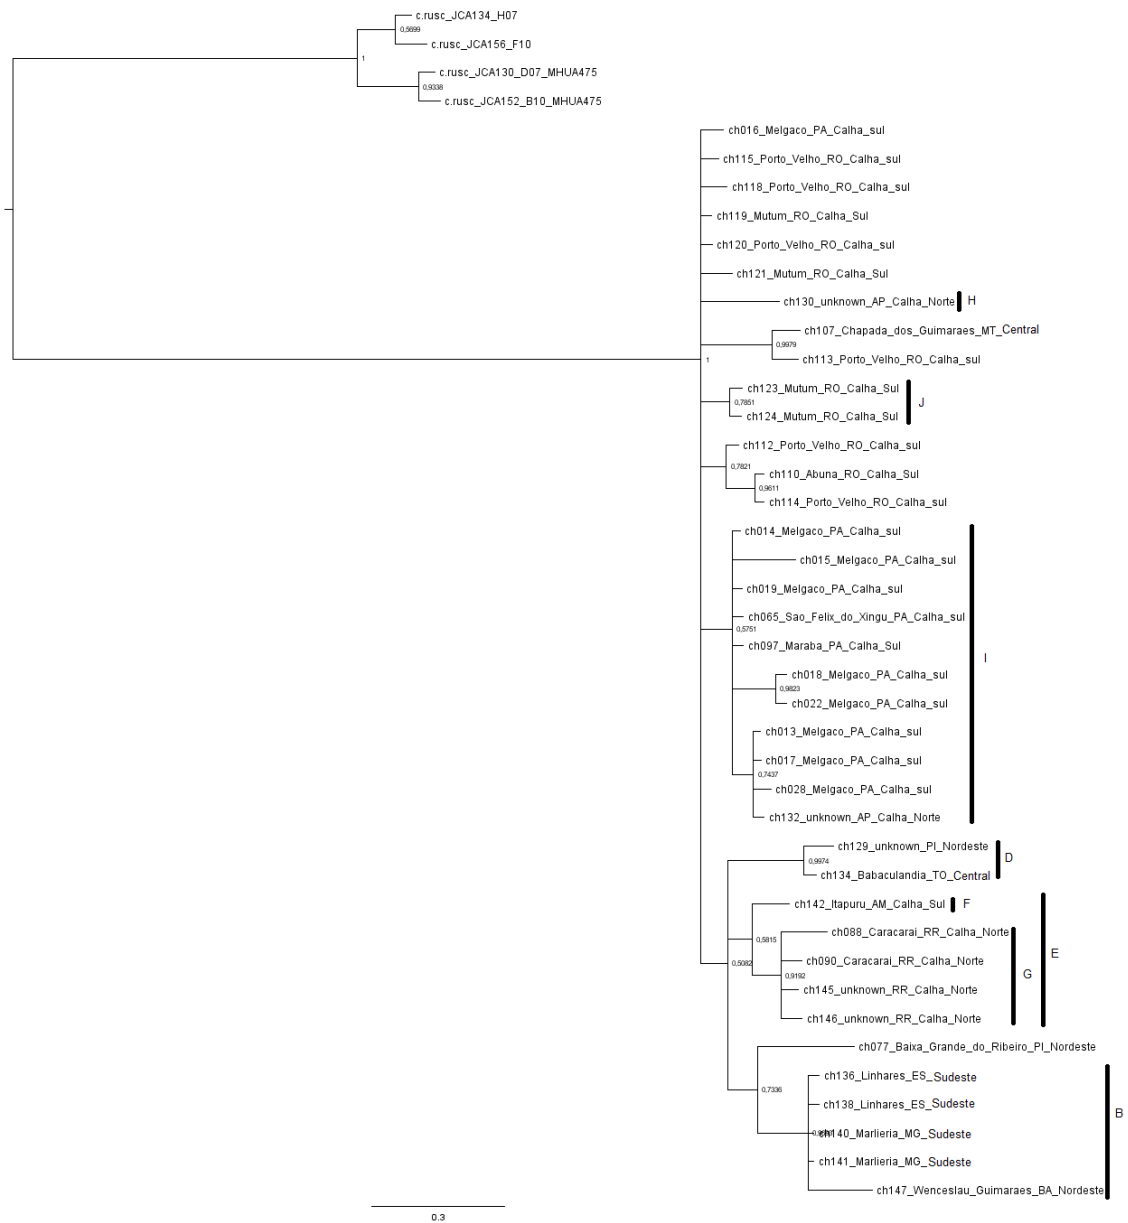 c.rusc_JCA134_H07
0,5699
c.rusc_JCA156_F10
1
c.rusc_JCA130_D07_MHUA475
0,9338
c.rusc_JCA152_B10_MHUA475
ch016_Melgaco_PA_Calha_sul
ch115_Porto_Velho_RO_Calha_sul
ch118_Porto_Velho_RO_Calha_sul
ch119_Mutum_RO_Calha_Sul
ch120_Porto_Velho_RO_Calha_sul
ch121_Mutum_RO_Calha_Sul
ch130_unknown_AP_Calha_Norte H
ch107_Chapada_dos_Guimaraes_MT_Central
0,9979
1 ch113_Porto_Velho_RO_Calha_sul
ch123_Mutum_RO_Calha_Sul
0,7851 J
ch124_Mutum_RO_Calha_Sul
ch112_Porto_Velho_RO_Calha_sul
0,7821
ch110_Abuna_RO_Calha_Sul
0,9611
ch114_Porto_Velho_RO_Calha_sul
ch014_Melgaco_PA_Calha_sul
ch015_Melgaco_PA_Calha_sul
ch019_Melgaco_PA_Calha_sul
ch065_Sao_Felix_do_Xingu_PA_Calha_sul
0,5751
ch097_Maraba_PA_Calha_Sul
I
ch018_Melgaco_PA_Calha_sul
0,9823
ch022_Melgaco_PA_Calha_sul
ch013_Melgaco_PA_Calha_sul
ch017_Melgaco_PA_Calha_sul
0,7437
ch028_Melgaco_PA_Calha_sul
ch132_unknown_AP_Calha_Norte
ch129_unknown_PI_Nordeste
0,9974 D
ch134_Babaculandia_TO_Central
ch142_Itapuru_AM_Calha_Sul F
ch088_Caracarai_RR_Calha_Norte
0,5815
E
0,5082 ch090_Caracarai_RR_Calha_Norte
0,9192 G
ch145_unknown_RR_Calha_Norte
ch146_unknown_RR_Calha_Norte
ch077_Baixa_Grande_do_Ribeiro_PI_Nordeste
ch136_Linhares_ES_Sudeste
0,7336
ch138_Linhares_ES_Sudeste
B
ch140_Marlieria_MG_Sudeste
ch141_Marlieria_MG_Sudeste
ch147_Wenceslau_Guimaraes_BA_Nordeste
0.3